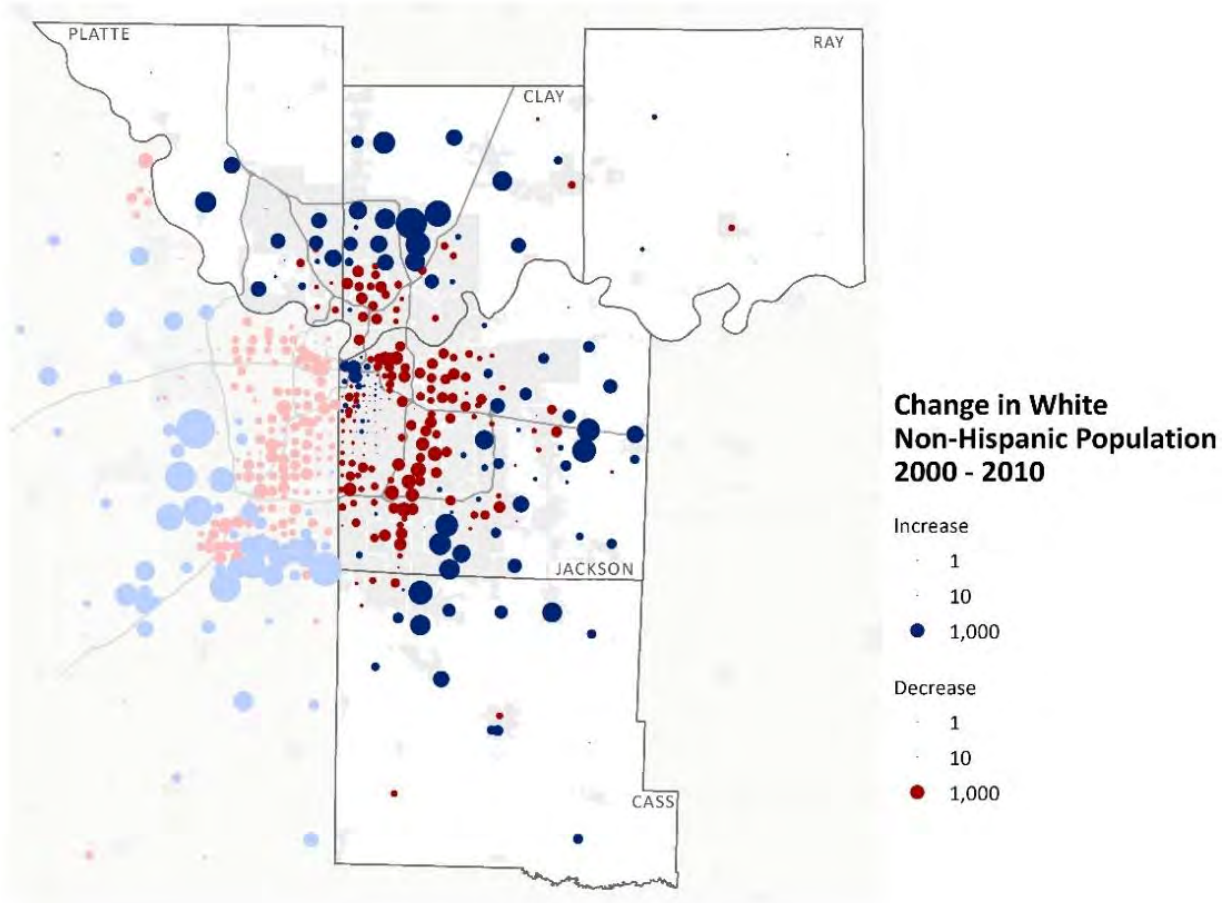 PLATTE
RAY
CLAY
JACKSON
CASS
Change in White
Non-Hispanic Population
2000 - 2010
Increase
1
10
1,000
Decrease
1
10
1,000